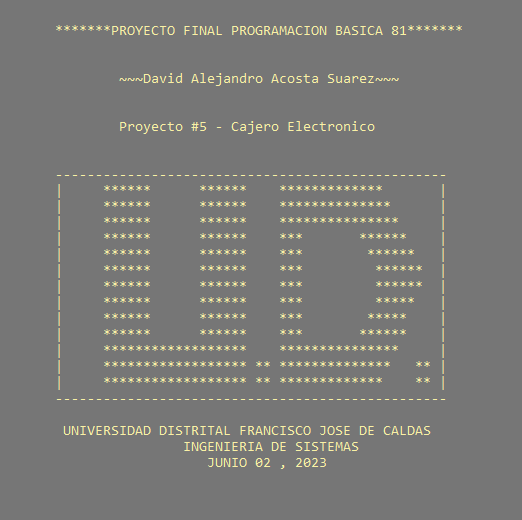 *******PROYECTO FINAL PROGRAMACION BASICA 81*******
~~~David Alejandro Acosta Suarez~~~
Proyecto #5 - Cajero Electronico
-------------------------------------------------
|     ******      ******    *************       |
|     ******      ******    **************      |
|     ******      ******    ***************     |
|     ******      ******    ***       ******    |
|     ******      ******    ***        ******   |
|     ******      ******    ***         ******  |
|     ******      ******    ***         ******  |
|     ******      ******    ***         *****   |
|     ******      ******    ***        *****    |
|     ******      ******    ***       ******    |
|     ******************    ***************     |
|     ****************** ** **************   ** |
|     ****************** ** *************    ** |
-------------------------------------------------
UNIVERSIDAD DISTRITAL FRANCISCO JOSE DE CALDAS
INGENIERIA DE SISTEMAS
JUNIO 02 , 2023